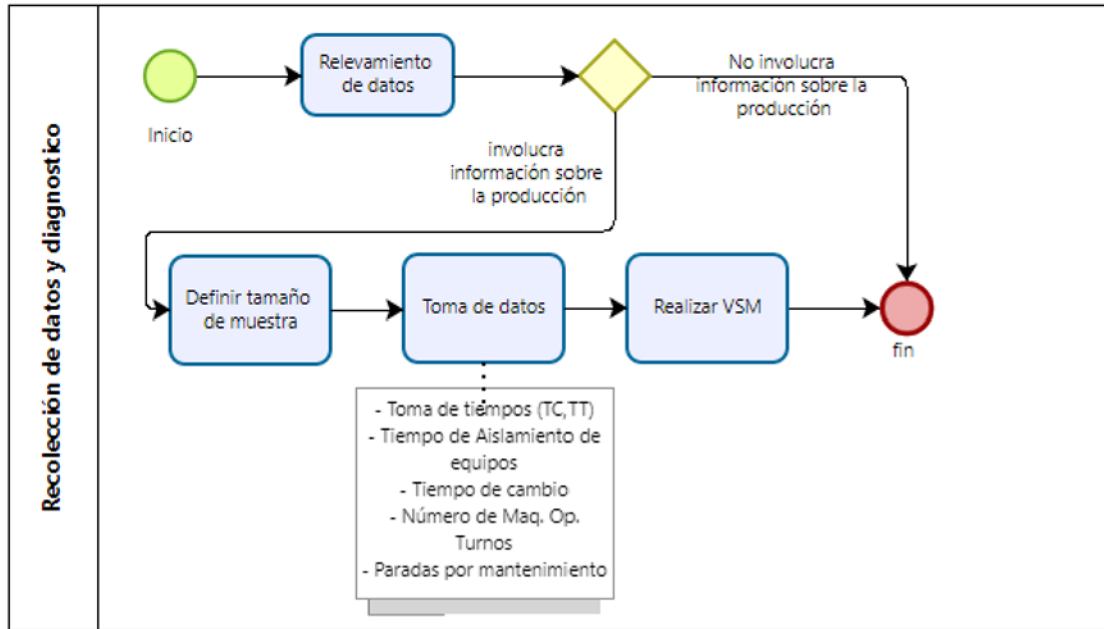 Recolección de datos y diagnostico
Inicio
Relevamiento
de datos
No involucra
información sobre la
producción
involucra
información sobre
la producción
Definir tamaño
de muestra
Toma de datos
Realizar VSM
fin
- Toma de tiempos (TC,TT)
- Tiempo de Aislamiento de
equipos
- Tiempo de cambio
- Número de Maq. Op.
Turnos
- Paradas por mantenimiento